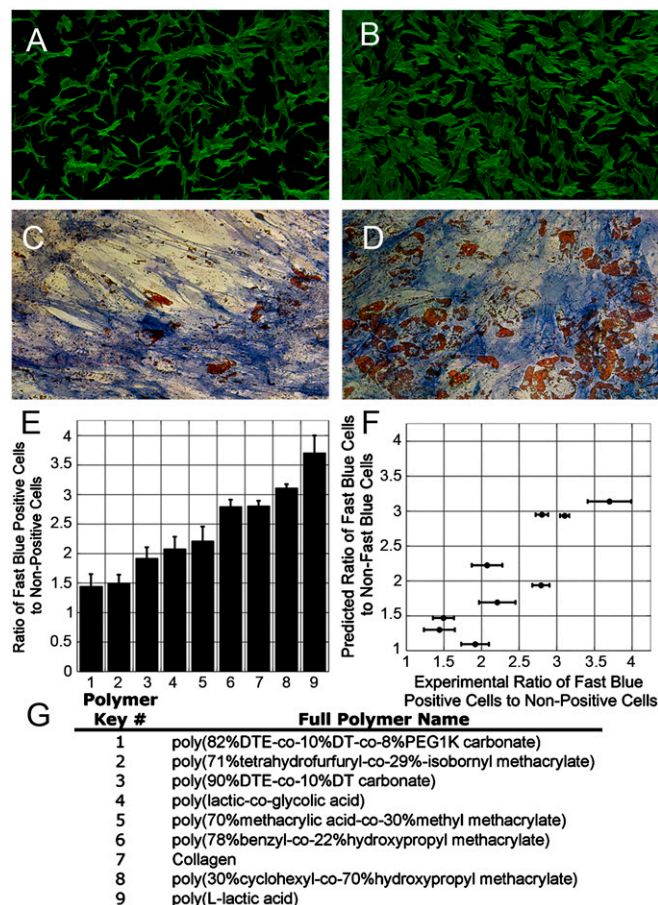 A
B
C
D
E
Ratio of Fast Blue Positive Cells
to Non-Positive Cells
4
3.5
3
2.5
2
1.5
1
0.5
0
1 2 3 4 5 6 7 8 9
F
Predicted Ratio of Fast Blue Cells
to Non-Fast Blue Cells
4
3.5
3
2.5
2
1.5
1
1 1.5 2 2.5 3 3.5 4
Experimental Ratio of Fast Blue
Positive Cells to Non-Positive Cells
G
Polymer
Key # Full Polymer Name
1 poly(82%DTE-co-10%DT-co-8%PEG1K carbonate)
2 poly(71%tetrahydrofurfuryl-co-29%-isobornyl methacrylate)
3 poly(90%DTE-co-10%DT carbonate)
4 poly(lactic-co-glycolic acid)
5 poly(70%methacrylic acid-co-30%methyl methacrylate)
6 poly(78%benzyl-co-22%hydroxypropyl methacrylate)
7 Collagen
8 poly(30%cyclohexyl-co-70%hydroxypropyl methacrylate)
9 poly(L-lactic acid)